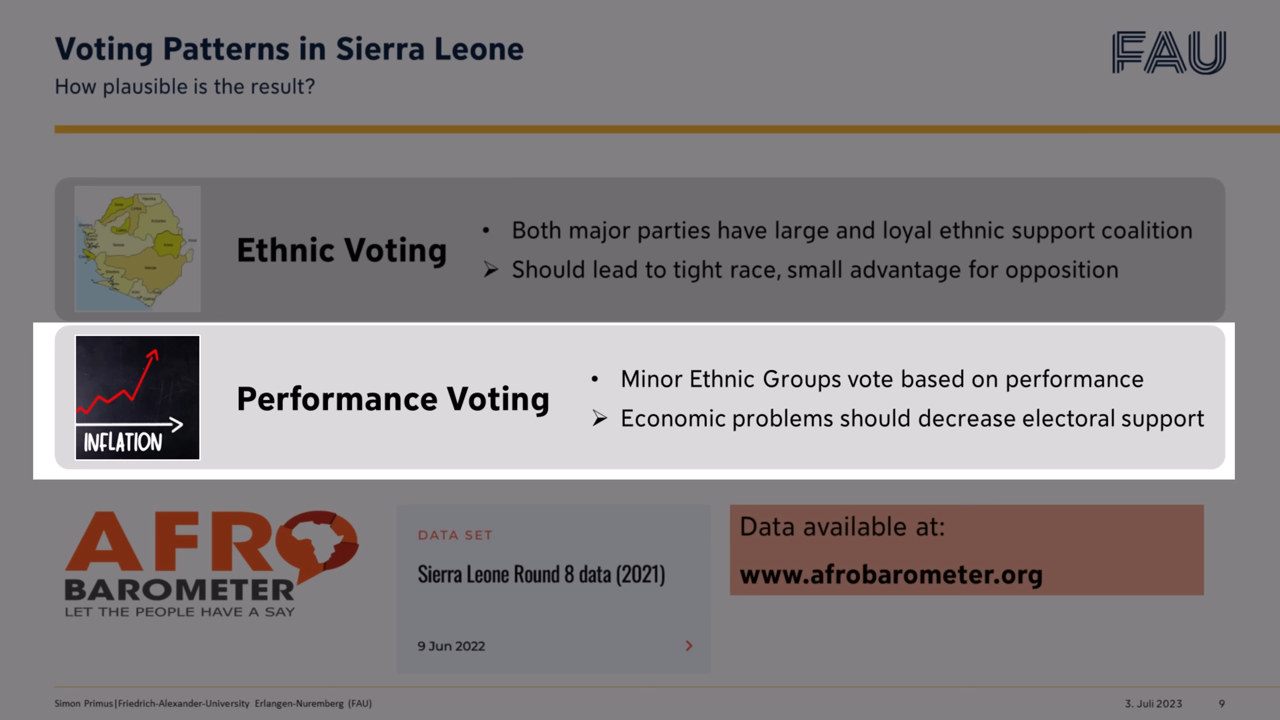 Voting Patterns in Sierra Leone
How plausible is the result?
FAU
Ethnic Voting
• Both major parties have large and loyal ethnic support coalition
➢ Should lead to tight race, small advantage for opposition
INFLATION
Performance Voting
• Minor Ethnic Groups vote based on performance
➢ Economic problems should decrease electoral support
AFRO
BAROMETER
LET THE PEOPLE HAVE A SAY
DATA SET
Sierra Leone Round 8 data (2021)
9 Jun 2022
Data available at:
www.afrobarometer.org
Simon Primus|Friedrich-Alexander-University Erlangen-Nuremberg (FAU)
3. Juli 2023
9